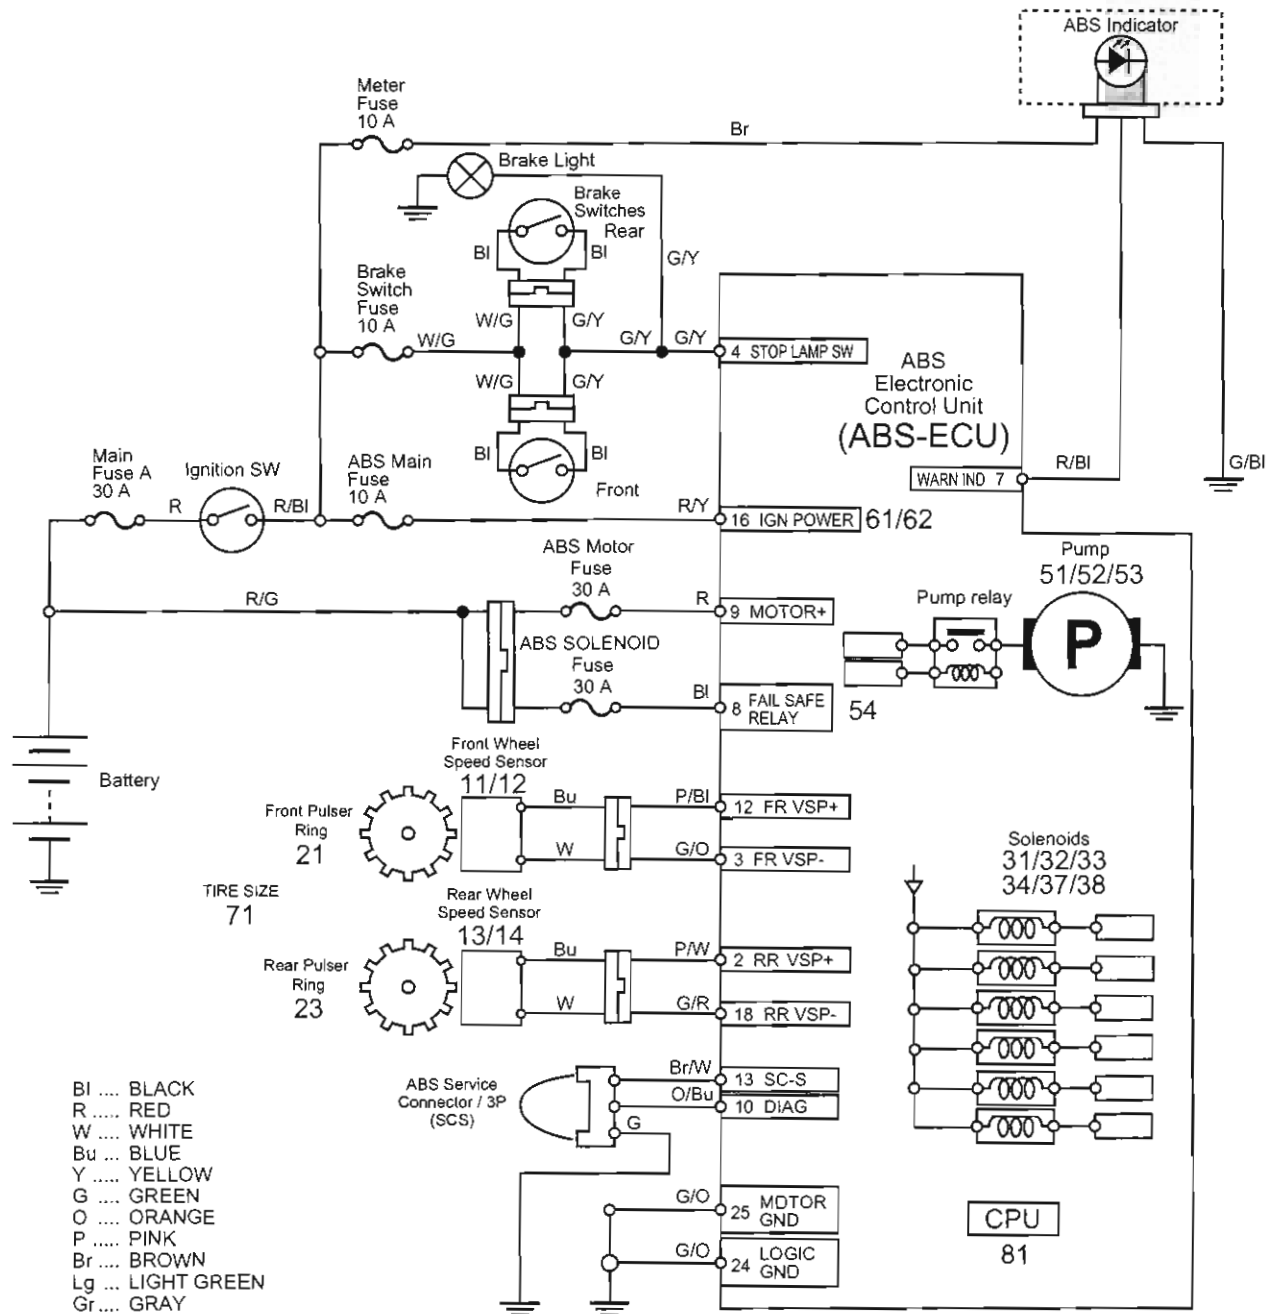 ABS Indicator
Meter
Fuse
10 A
Br
Brake Light
Brake
Switches
Rear
Bl
Bl
G/Y
Brake
Switch
Fuse
10 A
W/G
W/G
G/Y
G/Y
G/Y
4 STOP LAMP SW
W/G
G/Y
ABS
Electronic
Control Unit
(ABS-ECU)
Bl
Bl
Front
Main
Fuse A
30 A
Ignition SW
ABS Main
Fuse
10 A
R
R/Bl
R/Y
WARN IND 7
R/Bl
G/Bl
16 IGN POWER
61/62
ABS Motor
Fuse
30 A
R/G
R
9 MOTOR+
Pump
51/52/53
Pump relay
P
ABS SOLENOID
Fuse
30 A
Bl
8 FAIL SAFE
RELAY
54
Battery
Front Wheel
Speed Sensor
11/12
Front Pulser
Ring
21
Bu
P/Bl
12 FR VSP+
W
G/O
3 FR VSP-
Solenoids
31/32/33
34/37/38
TIRE SIZE
71
Rear Wheel
Speed Sensor
13/14
Rear Pulser
Ring
23
Bu
P/W
2 RR VSP+
W
G/R
18 RR VSP-
ABS Service
Connector / 3P
(SCS)
Br/W
13 SC-S
O/Bu
10 DIAG
G
G/O
25 MOTOR
GND
G/O
24 LOGIC
GND
CPU
81
Bl .... BLACK
R ..... RED
W .... WHITE
Bu ... BLUE
Y ..... YELLOW
G .... GREEN
O .... ORANGE
P ..... PINK
Br .... BROWN
Lg ... LIGHT GREEN
Gr .... GRAY